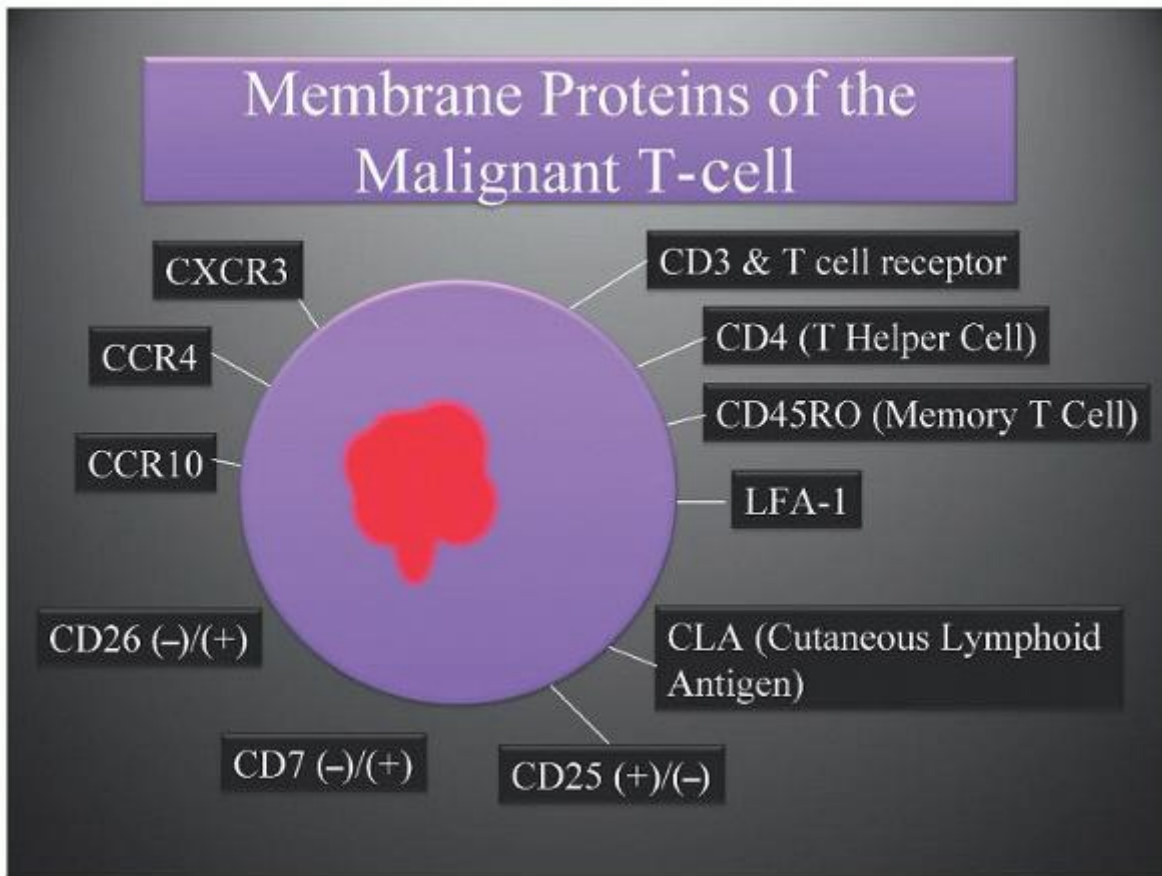 Membrane Proteins of the
Malignant T-cell
CXCR3
CD3 & T cell receptor
CCR4
CD4 (T Helper Cell)
CD45RO (Memory T Cell)
CCR10
LFA-1
CD26 (–)/(+)
CLA (Cutaneous Lymphoid
Antigen)
CD7 (–)/(+)
CD25 (+)/(–)